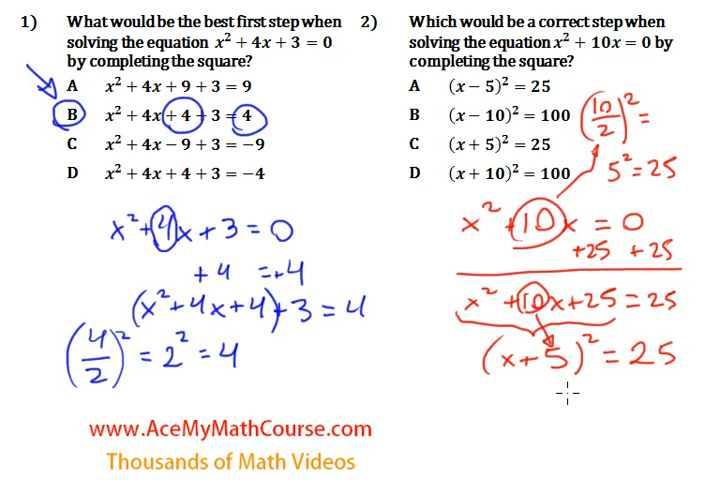 1) What would be the best first step when
solving the equation x² + 4x + 3 = 0
by completing the square?
A x² + 4x + 9 + 3 = 9
B x² + 4x + 4 + 3 = 4
C x² + 4x − 9 + 3 = −9
D x² + 4x + 4 + 3 = −4
x² + 4x + 3 = 0
+ 4 = + 4
(x² + 4x + 4) + 3 = 4
(4/2)² = 2² = 4
2) Which would be a correct step when
solving the equation x² + 10x = 0 by
completing the square?
A (x − 5)² = 25
B (x − 10)² = 100
C (x + 5)² = 25
D (x + 10)² = 100
(10/2)² =
5² = 25
x² + 10x = 0
+25 +25
x² + 10x + 25 = 25
(x + 5)² = 25
www.AceMyMathCourse.com
Thousands of Math Videos